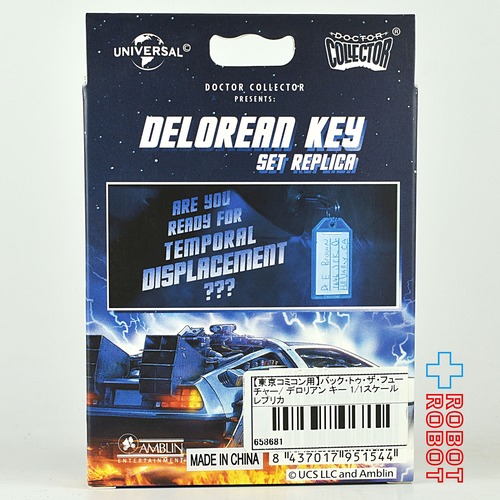 UNIVERSAL©
DOCTOR
COLLECTOR®
DOCTOR COLLECTOR
PRESENTS:
DELOREAN KEY
SET REPLICA
ARE YOU
READY FOR
TEMPORAL
DISPLACEMENT
???
【東京コミコン用】バック・トゥ・ザ・フュー
チャー/ デロリアン キー 1/1スケール
レプリカ
658681
AMBLIN
ENTERTAINMENT
MADE IN CHINA
8 437017 951544
© UCS LLC and Amblin
ROBOT
ROBOT